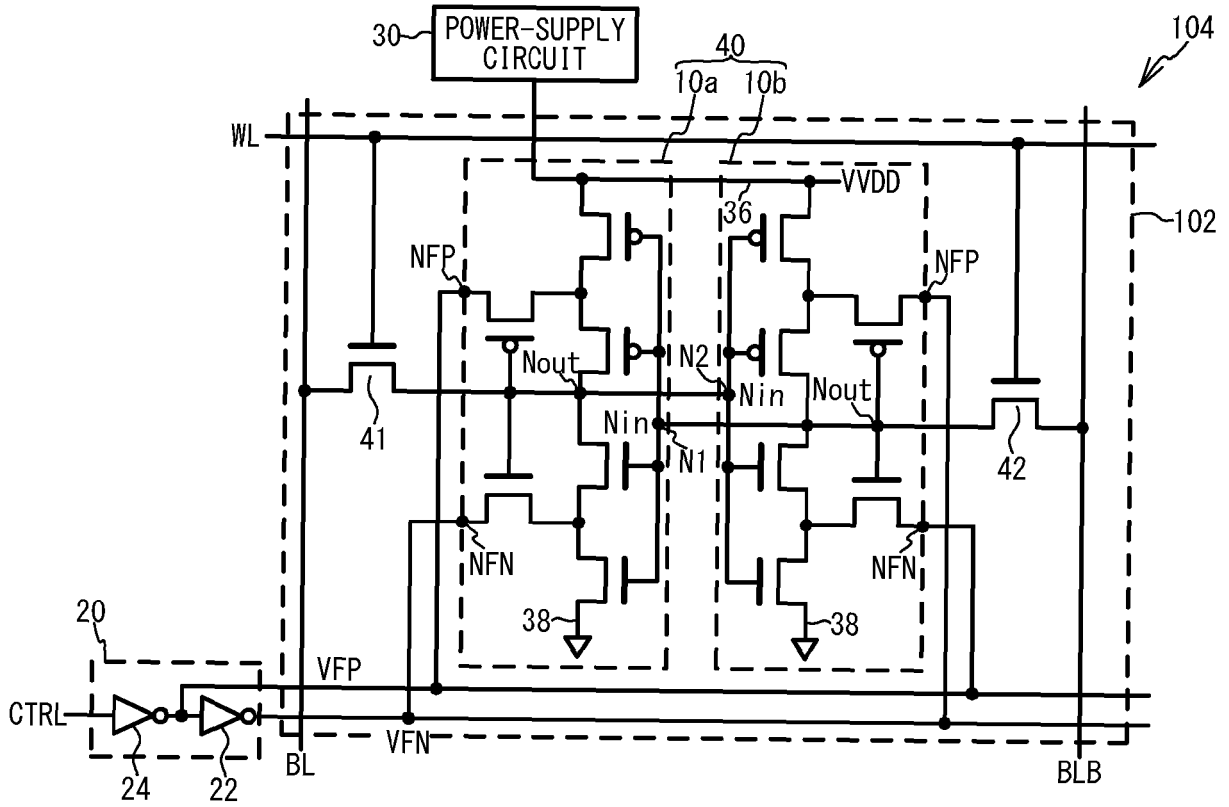 104
30
POWER-SUPPLY
CIRCUIT
40
10a
10b
WL
VVDD
36
102
NFP
NFP
Nout
N2
Nin
Nout
41
Nin
N1
42
NFN
NFN
38
38
20
VFP
CTRL
VFN
24
22
BL
BLB